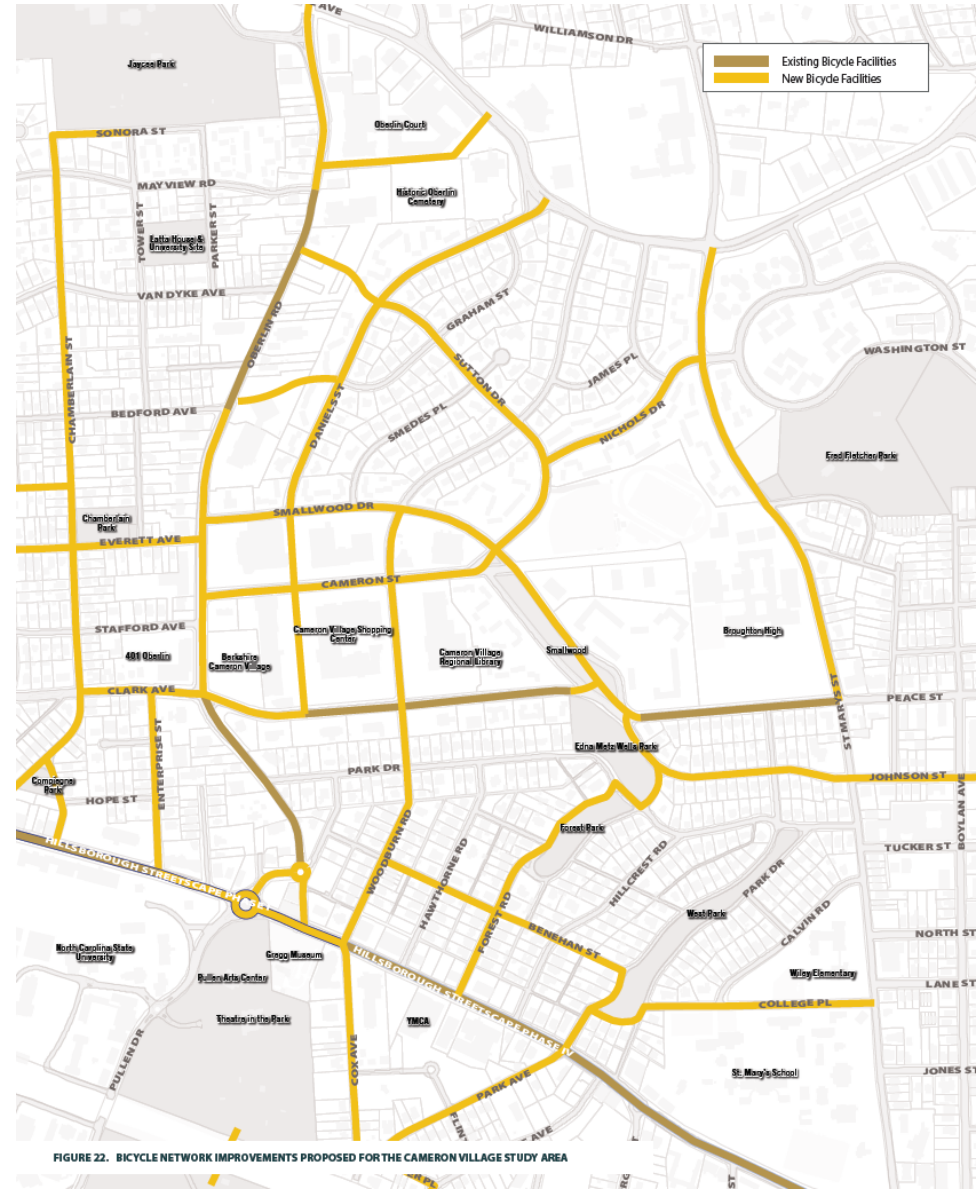 AVE
WILLIAMSON DR
Existing Bicycle Facilities
New Bicycle Facilities
Jaycee Park
SONORA ST
Oberlin Court
MAYVIEW RD
Historic Oberlin
Cemetery
TOWER ST
PARKER ST
Latta House &
University Site
VAN DYKE AVE
OBERLIN RD
GRAHAM ST
WASHINGTON ST
CHAMBERLAIN ST
SUTTON DR
JAMES PL
BEDFORD AVE
DANIELS ST
SMEDES PL
NICHOLS DR
Fred Fletcher Park
SMALLWOOD DR
Chamberlain
Park
EVERETT AVE
CAMERON ST
STAFFORD AVE
Cameron Village Shopping
Center
Broughton High
401 Oberlin
Berkshire
Cameron Village
Cameron Village
Regional Library
Smallwood
CLARK AVE
PEACE ST
ST MARYS ST
ENTERPRISE ST
Edna Metz Wells Park
PARK DR
JOHNSON ST
Compiegne
Park
HOPE ST
BOYLAN AVE
WOODBURN RD
Forest Park
HILLSBOROUGH STREETSCAPE PHASE I
HAWTHORNE RD
HILLCREST RD
TUCKER ST
PARK DR
FOREST RD
West Park
CALVIN RD
BENEHAN ST
NORTH ST
North Carolina State
University
Gregg Museum
HILLSBOROUGH STREETSCAPE PHASE IV
Pullen Arts Center
Wiley Elementary
LANE ST
COLLEGE PL
Theatre in the Park
YMCA
PULLEN DR
COX AVE
St. Mary's School
JONES ST
PARK AVE
AVE
ST
FIGURE 22. BICYCLE NETWORK IMPROVEMENTS PROPOSED FOR THE CAMERON VILLAGE STUDY AREA